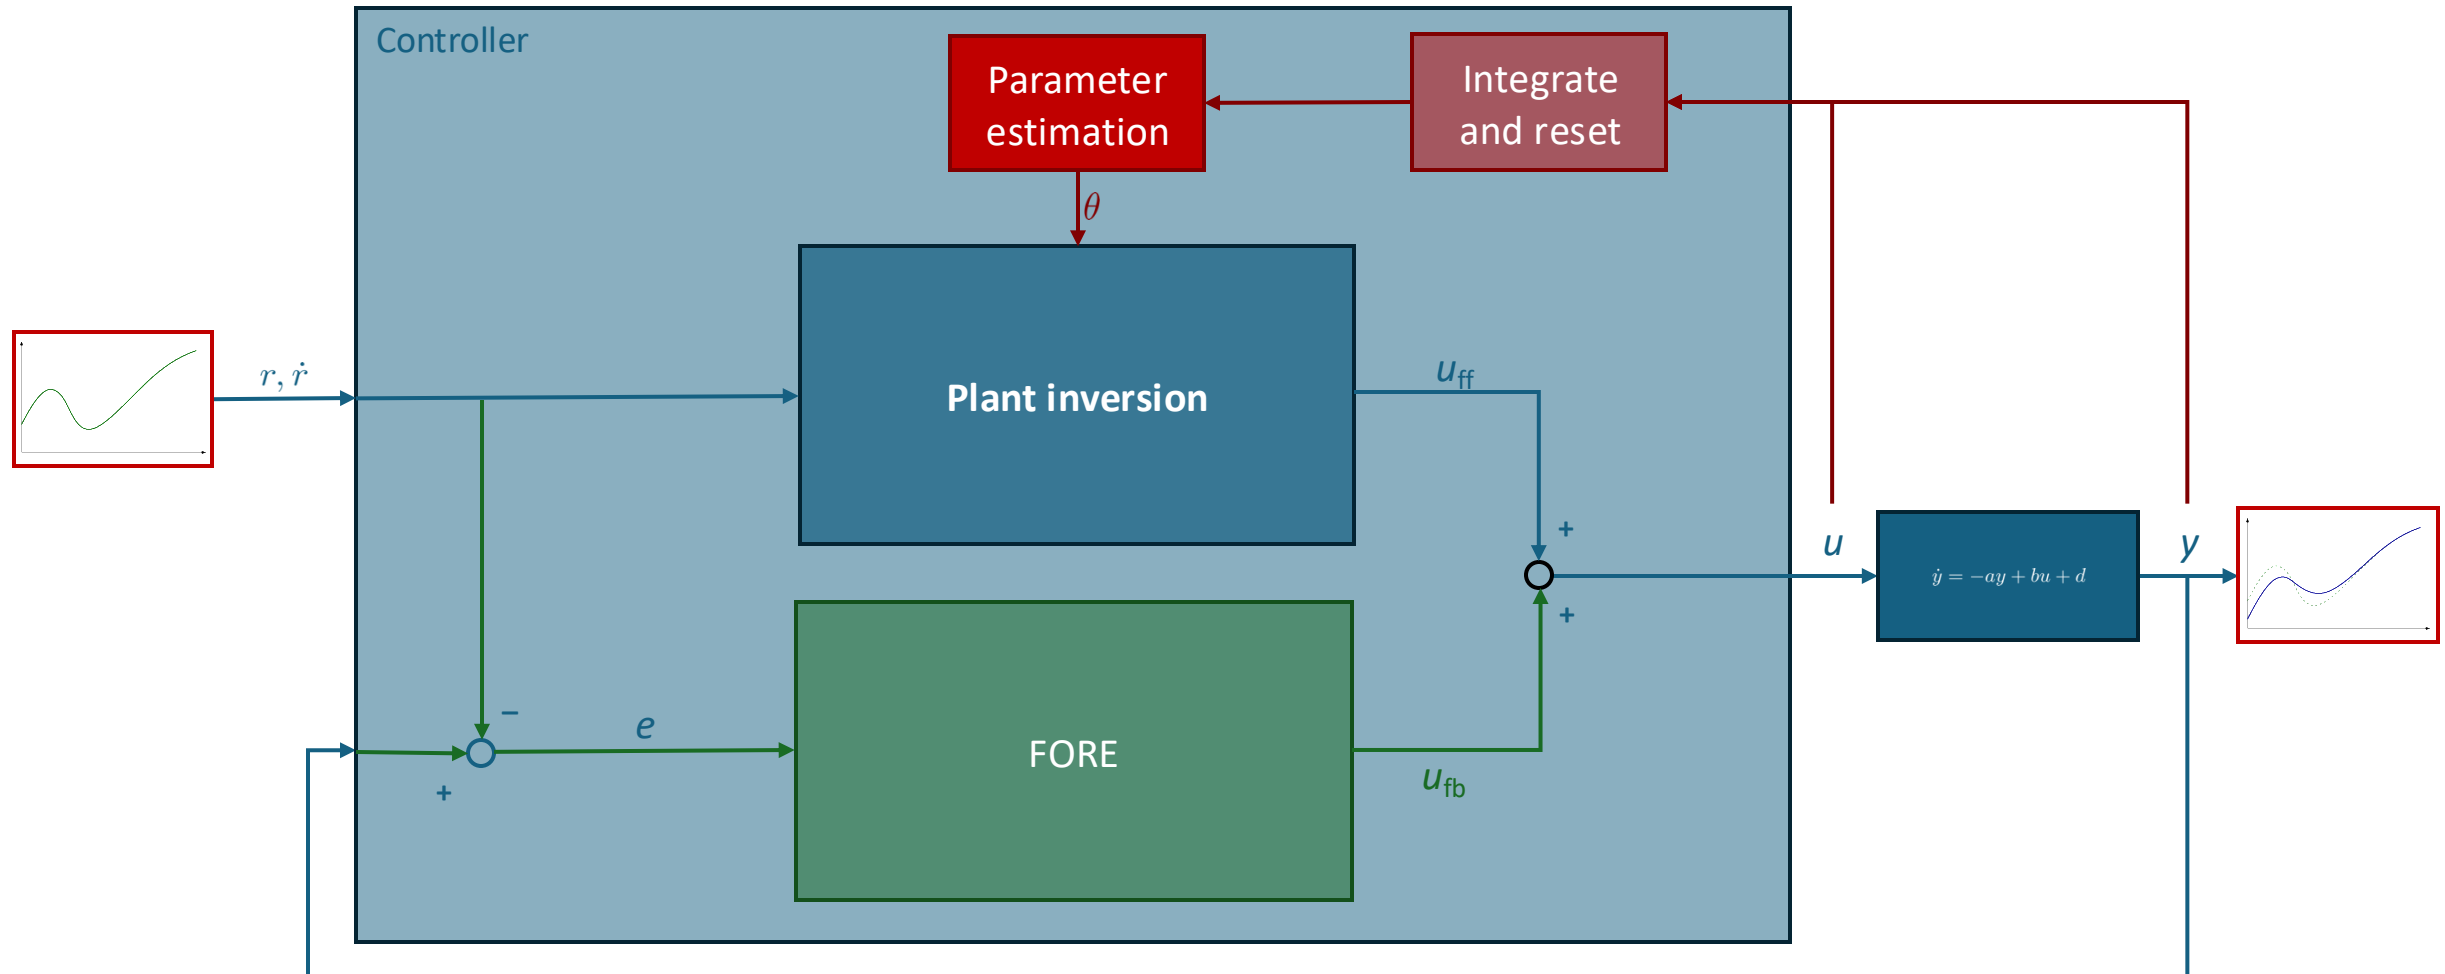 Controller
Parameter
estimation
Integrate
and reset
θ
r, ṙ
Plant inversion
u_ff
+
+
u
ẏ = −ay + bu + d
y
−
e
+
FORE
u_fb